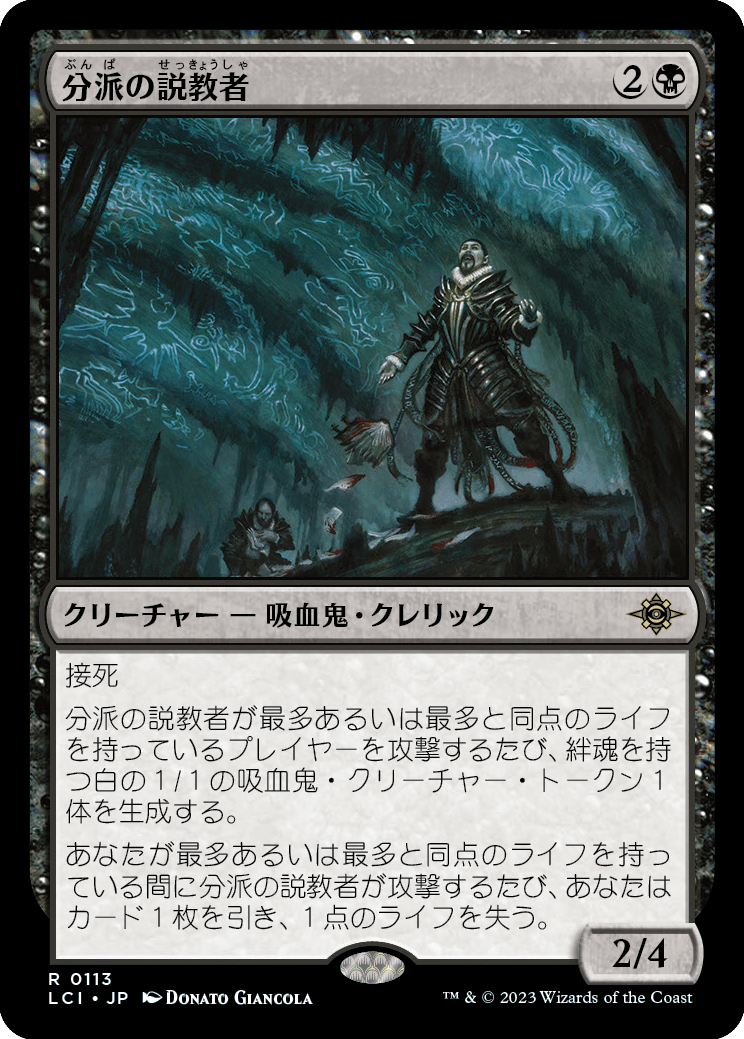 ぶんぱ せっきょうしゃ
分派の説教者 2
クリーチャー — 吸血鬼・クレリック
接死
分派の説教者が最多あるいは最多と同点のライフ
を持っているプレイヤーを攻撃するたび、絆魂を持
つ白の1/1の吸血鬼・クリーチャー・トークン1
体を生成する。
あなたが最多あるいは最多と同点のライフを持っ
ている間に分派の説教者が攻撃するたび、あなたは
カード1枚を引き、1点のライフを失う。
2/4
R 0113
LCI • JP Donato Giancola
™ & © 2023 Wizards of the Coast